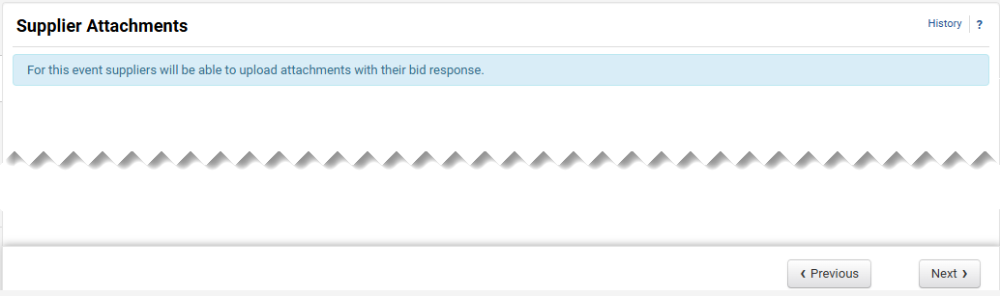 Supplier Attachments
History ?
For this event suppliers will be able to upload attachments with their bid response.
‹ Previous
Next ›